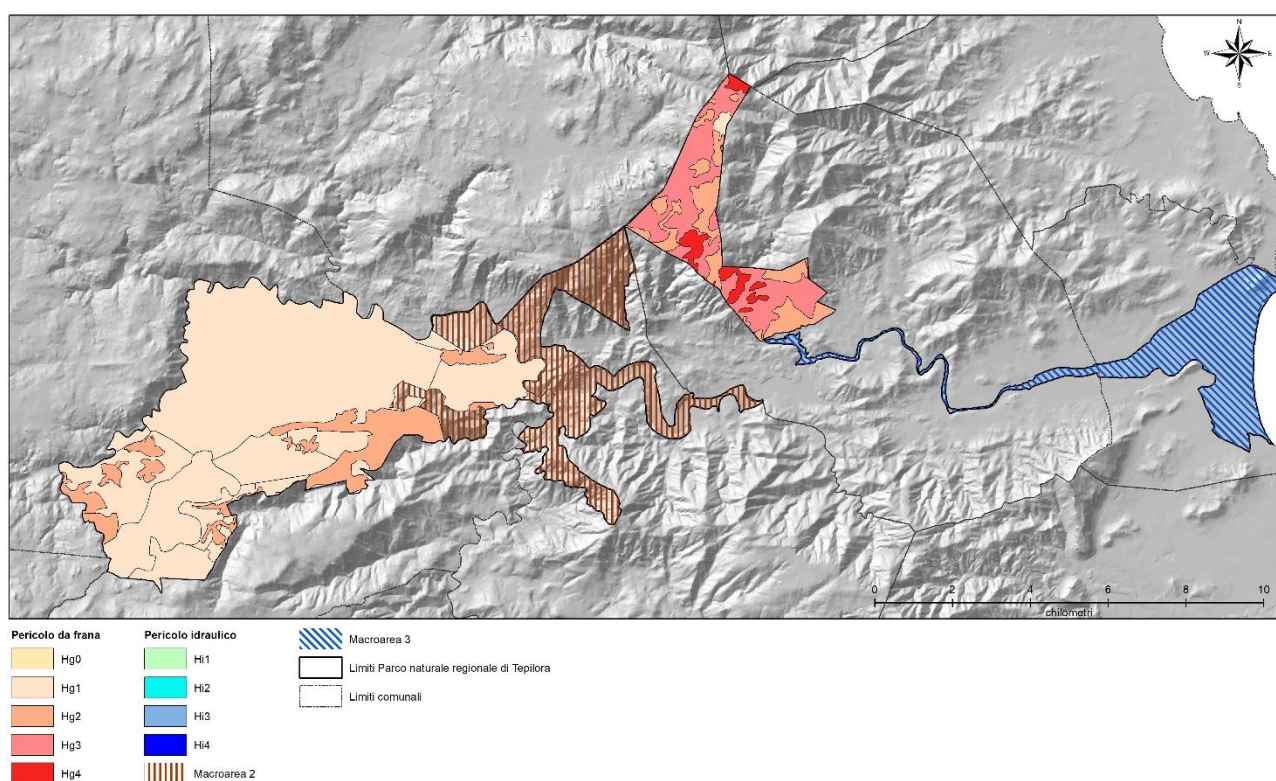 N
W E
S
0 2 4 6 8 10
chilometri
Pericolo da frana
Hg0
Hg1
Hg2
Hg3
Hg4
Pericolo idraulico
Hi1
Hi2
Hi3
Hi4
Macroarea 2
Macroarea 3
Limiti Parco naturale regionale di Tepilora
Limiti comunali